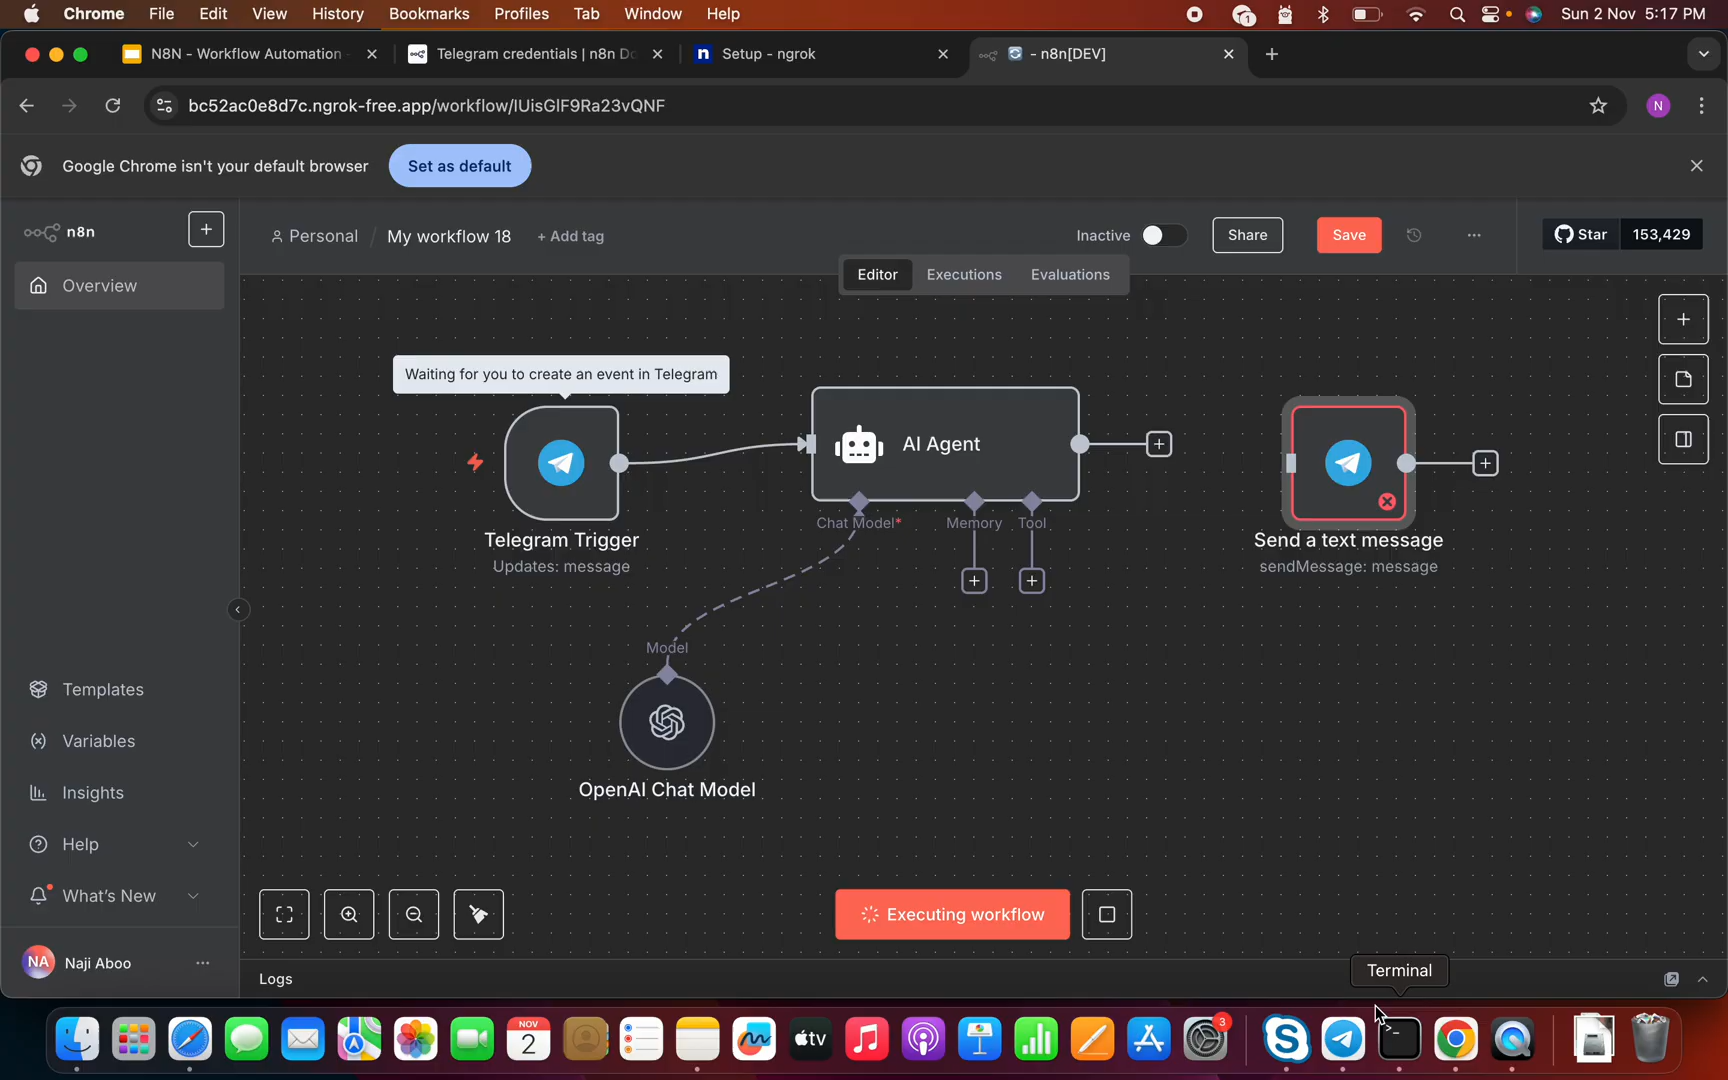 Chrome File Edit View History Bookmarks Profiles Tab Window Help
1
Sun 2 Nov 5:17 PM
N8N - Workflow Automation
Telegram credentials | n8n Do
n Setup - ngrok
- n8n[DEV]
bc52ac0e8d7c.ngrok-free.app/workflow/IUisGlF9Ra23vQNF
N
Google Chrome isn't your default browser
Set as default
n8n
Personal / My workflow 18 + Add tag
Inactive
Share
Save
Star 153,429
Editor Executions Evaluations
Overview
Waiting for you to create an event in Telegram
AI Agent
Chat Model*
Memory
Tool
Telegram Trigger
Updates: message
Send a text message
sendMessage: message
Model
OpenAI Chat Model
Templates
Variables
Insights
Help
What's New
Executing workflow
NA Naji Aboo
Logs
Terminal
NOV
2
tv
3